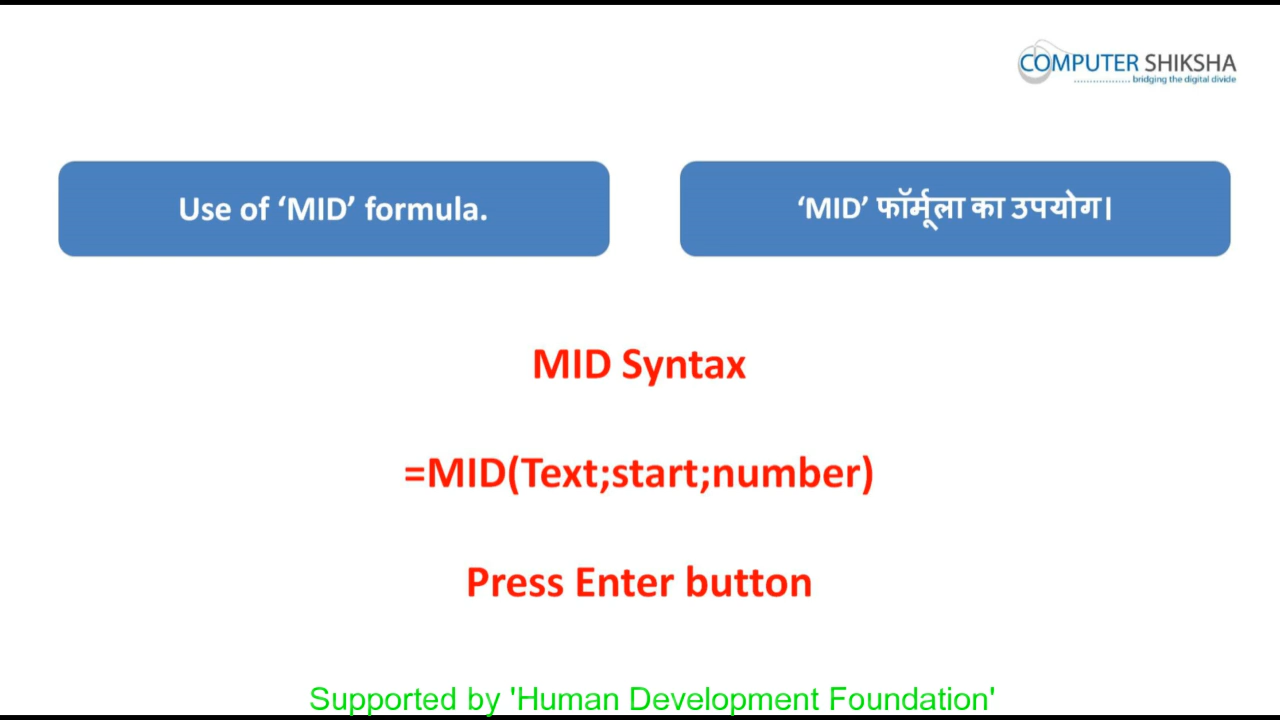 COMPUTER SHIKSHA
bridging the digital divide
Use of ‘MID’ formula.
‘MID’ फॉर्मूला का उपयोग।
MID Syntax
=MID(Text;start;number)
Press Enter button
Supported by 'Human Development Foundation'